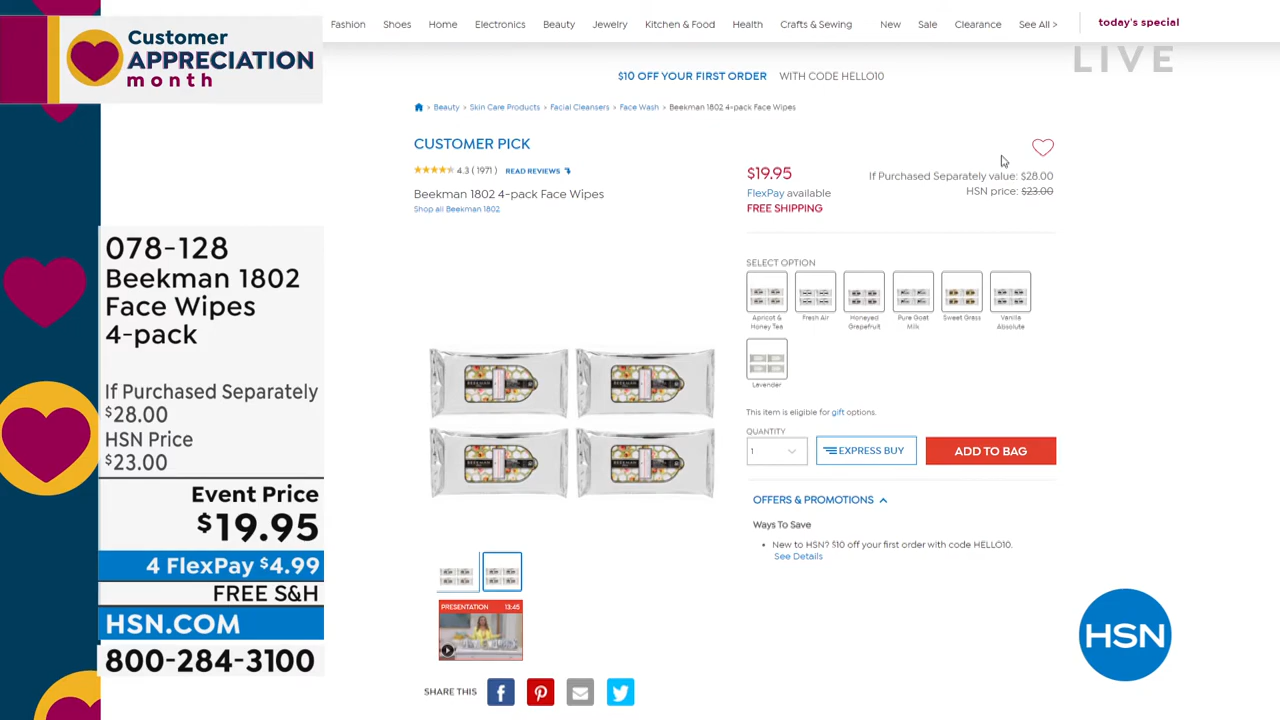 Customer
APPRECIATION
month
Fashion Shoes Home Electronics Beauty Jewelry Kitchen & Food Health Crafts & Sewing New Sale Clearance See All > today's special
LIVE
$10 OFF YOUR FIRST ORDER WITH CODE HELLO10
> Beauty > Skin Care Products > Facial Cleansers > Face Wash > Beekman 1802 4-pack Face Wipes
CUSTOMER PICK
4.3 ( 1971 ) READ REVIEWS
Beekman 1802 4-pack Face Wipes
Shop all Beekman 1802
$19.95
FlexPay available
FREE SHIPPING
If Purchased Separately value: $28.00
HSN price: $23.00
SELECT OPTION
Apricot & Honey Tea
Fresh Air
Honeyed Grapefruit
Pure Goat Milk
Sweet Grass
Vanilla Absolute
Lavender
This item is eligible for gift options.
QUANTITY
1
EXPRESS BUY
ADD TO BAG
OFFERS & PROMOTIONS
Ways To Save
• New to HSN? $10 off your first order with code HELLO10.
See Details
BEEKMAN
BEEKMAN
BEEKMAN
BEEKMAN
PRESENTATION 13:45
SHARE THIS
078-128
Beekman 1802
Face Wipes
4-pack
If Purchased Separately
$28.00
HSN Price
$23.00
Event Price
$19.95
4 FlexPay $4.99
FREE S&H
HSN.COM
800-284-3100
HSN